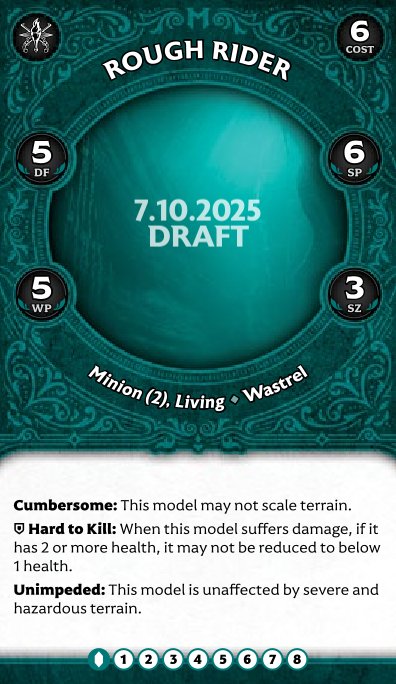 6
COST
ROUGH RIDER
5
DF
6
SP
7.10.2025
DRAFT
5
WP
3
SZ
Minion (2), Living • Wastrel
Cumbersome: This model may not scale terrain.
Hard to Kill: When this model suffers damage, if it
has 2 or more health, it may not be reduced to below
1 health.
Unimpeded: This model is unaffected by severe and
hazardous terrain.
1 2 3 4 5 6 7 8